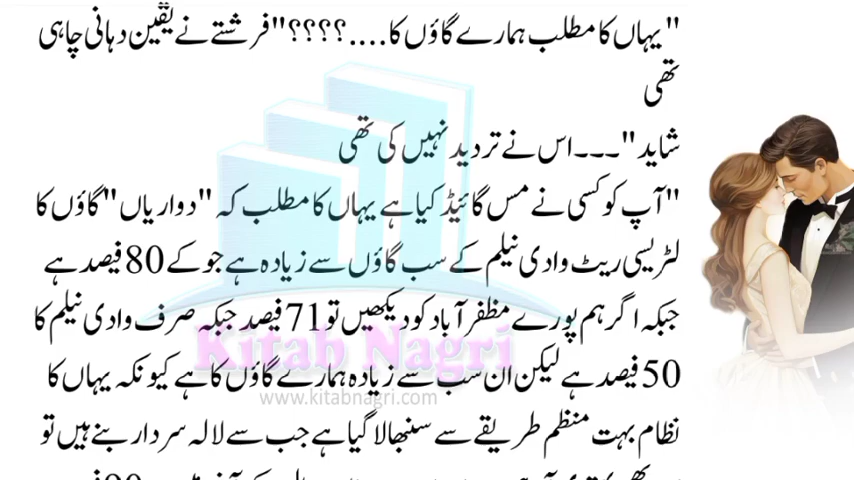 "یہاں کا مطلب ہمارے گاؤں کا....؟؟؟؟"فرشتے نے یقین دہانی چاہی
تھی
شاید"۔۔۔اس نے تردید نہیں کی تھی
"آپ کو کسی نے مس گائیڈ کیا ہے یہاں کا مطلب کہ "دواریاں"گاؤں کا
لٹریسی ریٹ وادی نیلم کے سب گاؤں سے زیادہ ہے جو کے 80 فیصد ہے
جبکہ اگر ہم پورے مظفر آباد کو دیکھیں تو 71 فیصد جبکہ صرف وادی نیلم کا
50 فیصد ہے لیکن ان سب سے زیادہ ہمارے گاؤں کا ہے کیونکہ یہاں کا
نظام بہت منظم طریقے سے سنبھالا گیا ہے جب سے لالہ سردار بنے ہیں تو
Kitab Nagri
www.kitabnagri.com